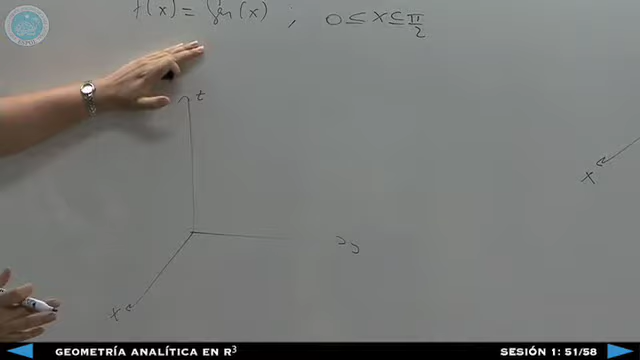 f(x) = Sen(x) ; 0 ≤ x ≤ π/2
z
x
y
x
GEOMETRÍA ANALÍTICA EN R³
SESIÓN 1: 51/58